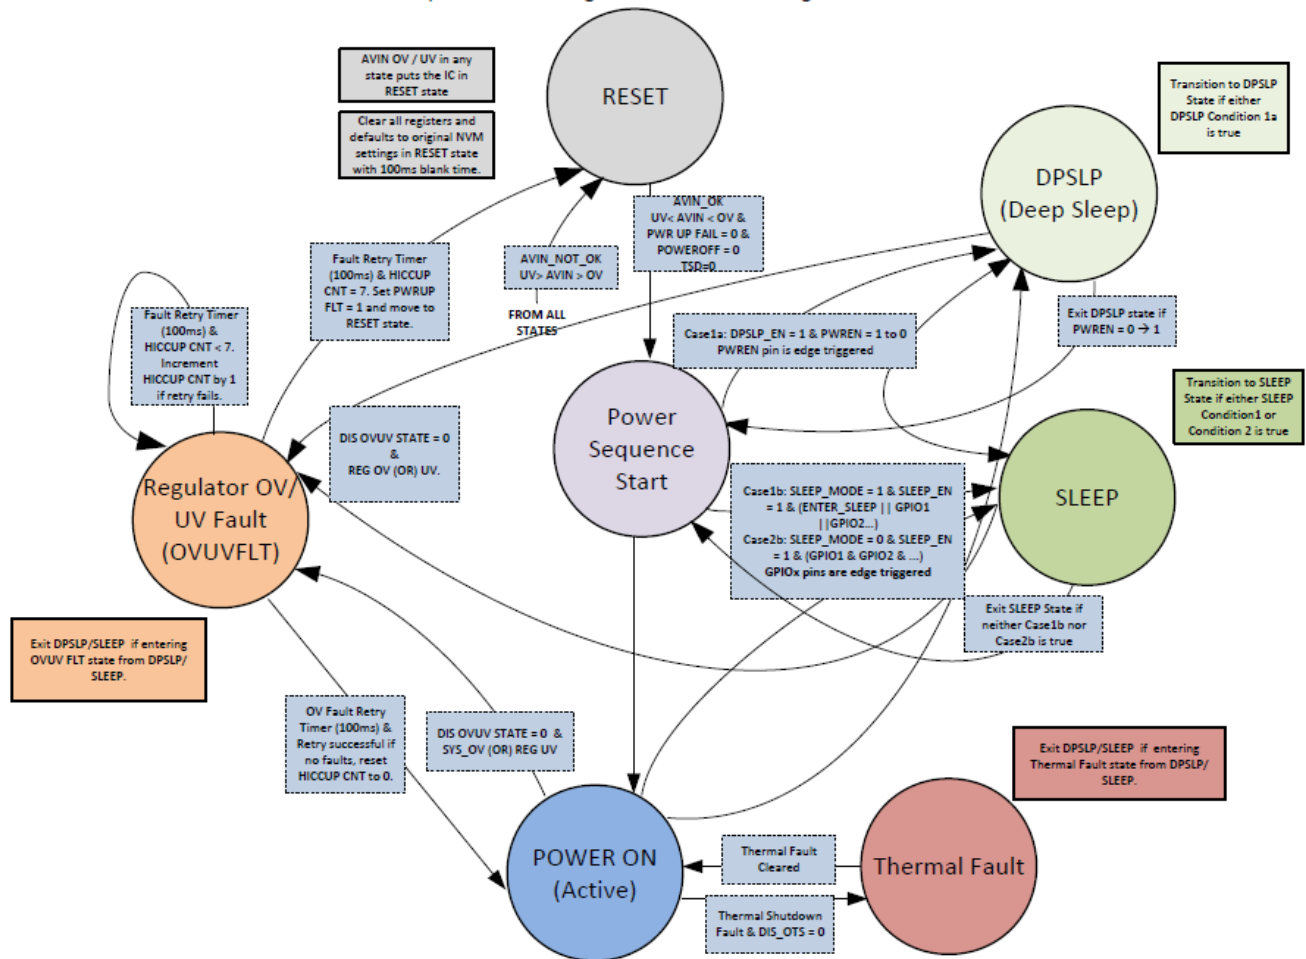 AVIN OV / UV in any
state puts the IC in
RESET state
Clear all registers and
defaults to original NVM
settings in RESET state
with 100ms blank time.
RESET
DPSLP
(Deep Sleep)
Transition to DPSLP
State if either
DPSLP Condition 1a
is true
AVIN_OK
UV< AVIN < OV &
PWR UP FAIL = 0 &
POWEROFF = 0
TSD=0
AVIN_NOT_OK
UV> AVIN > OV
FROM ALL
STATES
Fault Retry Timer
(100ms) & HICCUP
CNT = 7. Set PWRUP
FLT = 1 and move to
RESET state.
Fault Retry Timer
(100ms) &
HICCUP CNT < 7.
Increment
HICCUP CNT by 1
if retry fails.
Case1a: DPSLP_EN = 1 & PWREN = 1 to 0
PWREN pin is edge triggered
Exit DPSLP state if
PWREN = 0 → 1
Transition to SLEEP
State if either SLEEP
Condition1 or
Condition 2 is true
DIS OVUV STATE = 0
&
REG OV (OR) UV.
Power
Sequence
Start
Regulator OV/
UV Fault
(OVUVFLT)
Case1b: SLEEP_MODE = 1 & SLEEP_EN
= 1 & (ENTER_SLEEP || GPIO1
||GPIO2...)
Case2b: SLEEP_MODE = 0 & SLEEP_EN
= 1 & (GPIO1 & GPIO2 & ...)
GPIOx pins are edge triggered
SLEEP
Exit SLEEP State if
neither Case1b nor
Case2b is true
Exit DPSLP/SLEEP if entering
OVUV FLT state from DPSLP/
SLEEP.
OV Fault Retry
Timer (100ms) &
Retry successful if
no faults, reset
HICCUP CNT to 0.
DIS OVUV STATE = 0 &
SYS_OV (OR) REG UV
Exit DPSLP/SLEEP if entering
Thermal Fault state from DPSLP/
SLEEP.
POWER ON
(Active)
Thermal Fault
Cleared
Thermal Shutdown
Fault & DIS_OTS = 0
Thermal Fault